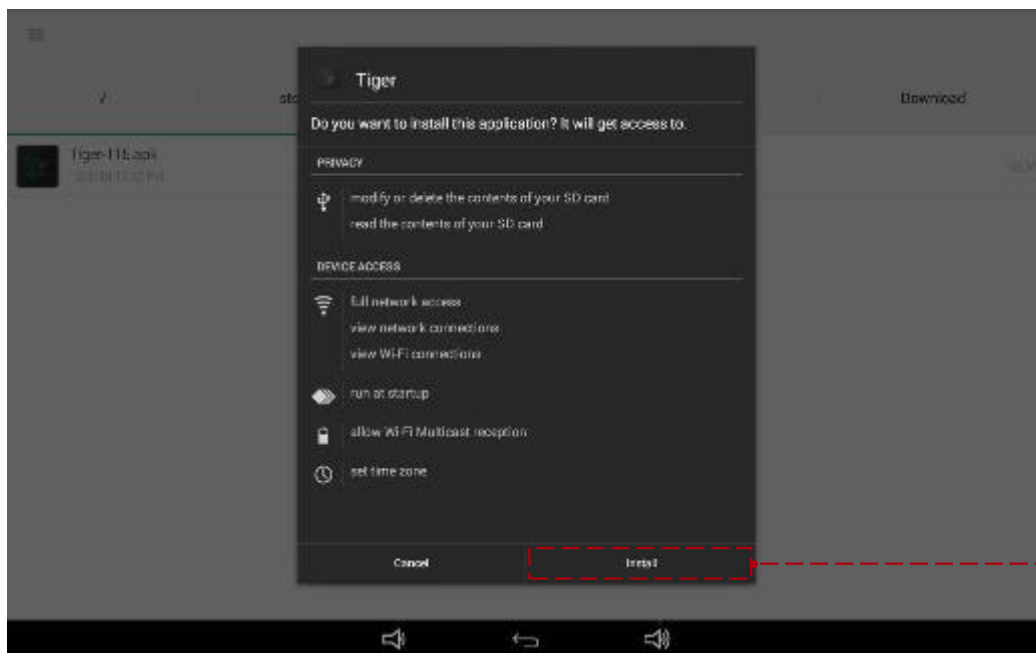 Tiger
Do you want to install this application? It will get access to:
/
Download
Tiger-115.apk
PRIVACY
modify or delete the contents of your SD card
read the contents of your SD card
DEVICE ACCESS
full network access
view network connections
view Wi-Fi connections
run at startup
allow Wi-Fi Multicast reception
set time zone
Cancel
Install